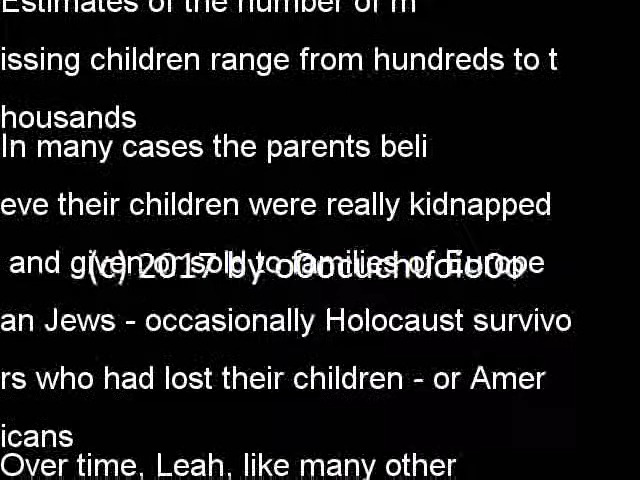 Estimates of the number of m
issing children range from hundreds to t
housands
In many cases the parents beli
eve their children were really kidnapped
and given or sold to families of Europe
(c) 2017 by
an Jews - occasionally Holocaust survivo
rs who had lost their children - or Amer
icans
Over time, Leah, like many other